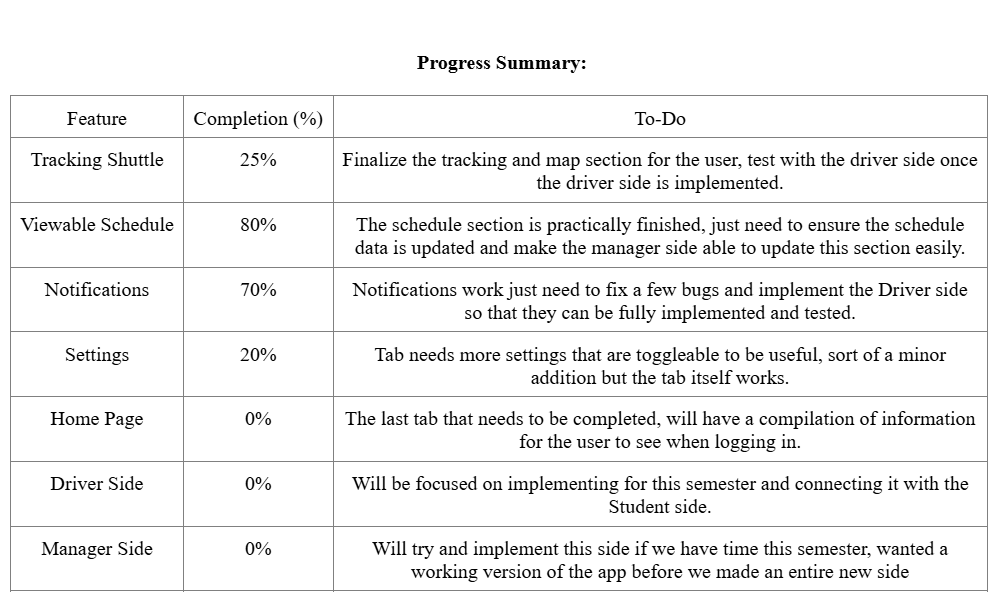 Progress Summary:
Feature
Completion (%)
To-Do
Tracking Shuttle
25%
Finalize the tracking and map section for the user, test with the driver side once
the driver side is implemented.
Viewable Schedule
80%
The schedule section is practically finished, just need to ensure the schedule
data is updated and make the manager side able to update this section easily.
Notifications
70%
Notifications work just need to fix a few bugs and implement the Driver side
so that they can be fully implemented and tested.
Settings
20%
Tab needs more settings that are toggleable to be useful, sort of a minor
addition but the tab itself works.
Home Page
0%
The last tab that needs to be completed, will have a compilation of information
for the user to see when logging in.
Driver Side
0%
Will be focused on implementing for this semester and connecting it with the
Student side.
Manager Side
0%
Will try and implement this side if we have time this semester, wanted a
working version of the app before we made an entire new side